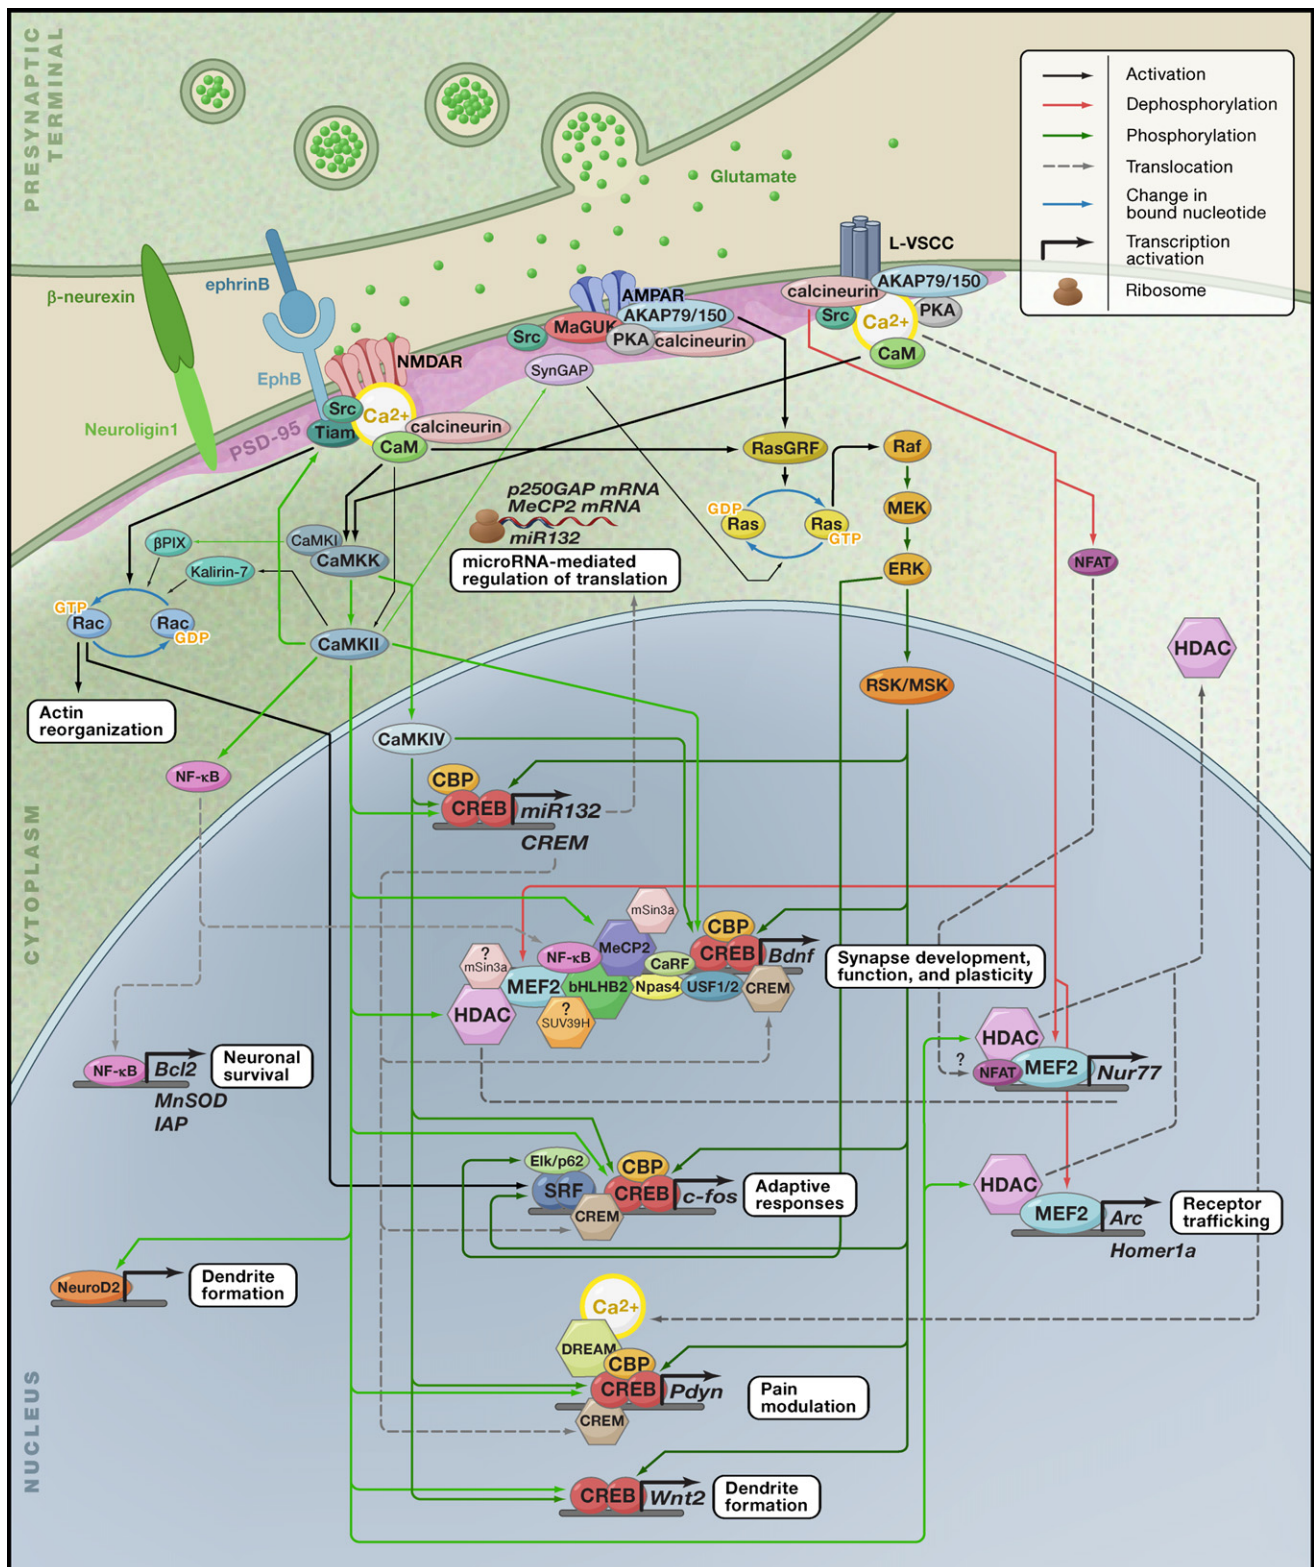 PRESYNAPTIC
TERMINAL
Glutamate
Activation
Dephosphorylation
Phosphorylation
Translocation
Change in
bound nucleotide
Transcription
activation
Ribosome
β-neurexin
ephrinB
EphB
Neuroligin1
PSD-95
NMDAR
Src
Tiam
Ca2+
CaM
calcineurin
AMPAR
Src
MaGUK
AKAP79/150
PKA
calcineurin
SynGAP
L-VSCC
calcineurin
AKAP79/150
Src
Ca2+
PKA
CaM
RasGRF
Raf
GDP
Ras
Ras
GTP
MEK
ERK
NFAT
HDAC
RSK/MSK
p250GAP mRNA
MeCP2 mRNA
miR132
microRNA-mediated
regulation of translation
βPIX
CaMKI
CaMKK
Kalirin-7
GTP
Rac
Rac
GDP
CaMKII
Actin
reorganization
CaMKIV
NF-κB
CYTOPLASM
CBP
CREB
miR132
CREM
mSin3a
MeCP2
NF-κB
?
mSin3a
MEF2
HDAC
bHLHB2
?
SUV39H
CaRF
Npas4
USF1/2
CBP
CREB
Bdnf
CREM
Synapse development,
function, and plasticity
HDAC
?
NFAT
MEF2
Nur77
NF-κB
Bcl2
MnSOD
IAP
Neuronal
survival
Elk/p62
SRF
CBP
CREB
c-fos
CREM
Adaptive
responses
HDAC
MEF2
Arc
Homer1a
Receptor
trafficking
NeuroD2
Dendrite
formation
Ca2+
DREAM
CBP
CREB
Pdyn
CREM
Pain
modulation
NUCLEUS
CREB
Wnt2
Dendrite
formation